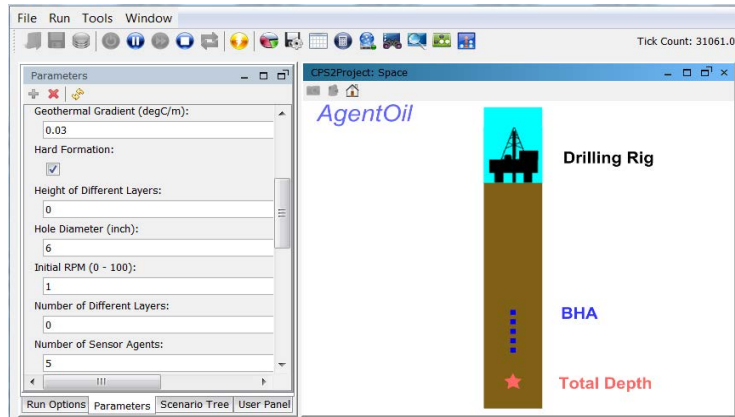 File Run Tools Window
Tick Count: 31061.0
Parameters
Geothermal Gradient (degC/m):
0.03
Hard Formation:
Height of Different Layers:
0
Hole Diameter (inch):
6
Initial RPM (0 - 100):
1
Number of Different Layers:
0
Number of Sensor Agents:
5
Run Options Parameters Scenario Tree User Panel
CPS2Project: Space
AgentOil
Drilling Rig
BHA
Total Depth